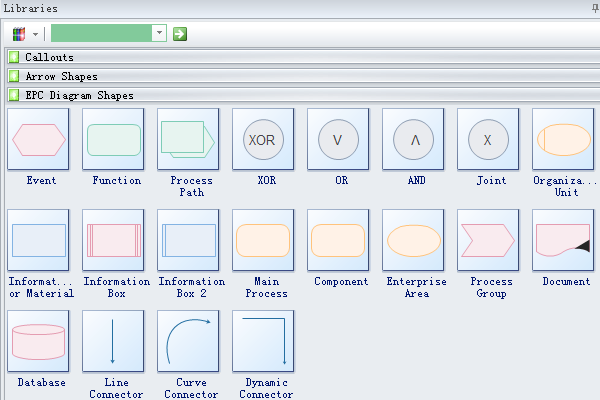 Libraries
Callouts
Arrow Shapes
EPC Diagram Shapes
XOR
V
Λ
X
Event
Function
Process
Path
XOR
OR
AND
Joint
Organiza...
Unit
Informat...
or Material
Information
Box
Information
Box 2
Main
Process
Component
Enterprise
Area
Process
Group
Document
Database
Line
Connector
Curve
Connector
Dynamic
Connector